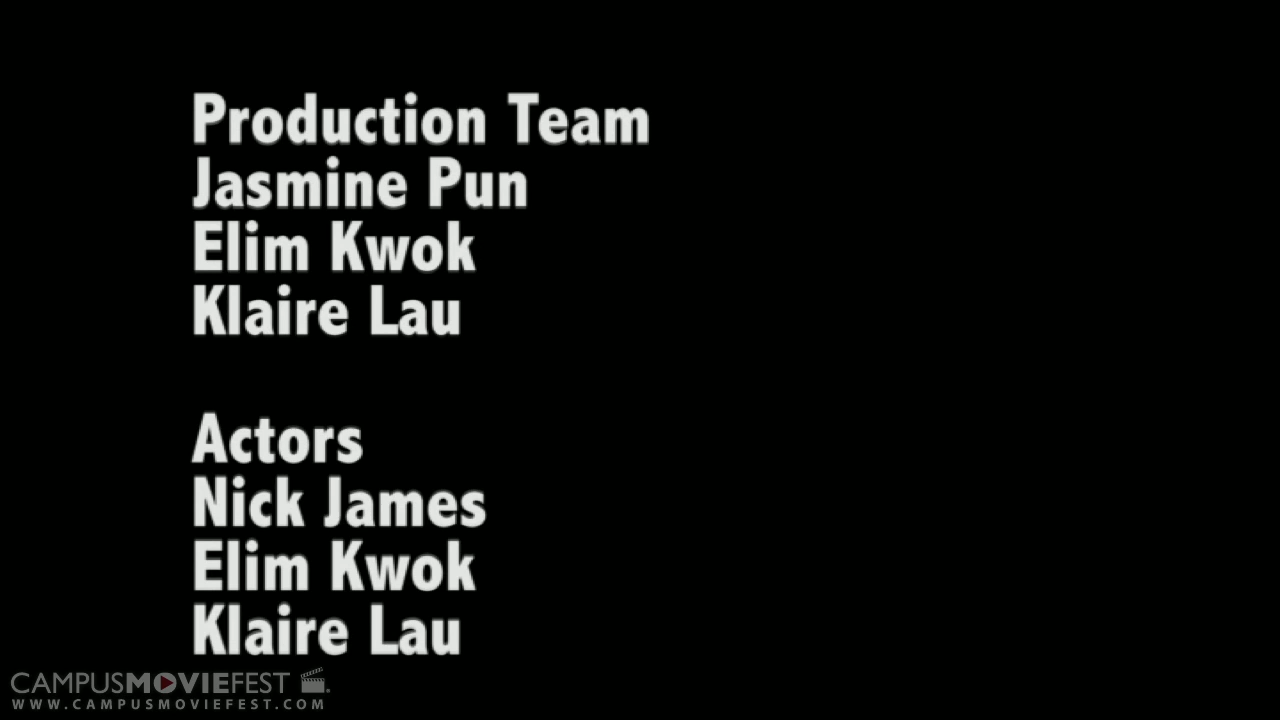 Production Team
Jasmine Pun
Elim Kwok
Klaire Lau
Actors
Nick James
Elim Kwok
Klaire Lau
CAMPUSMOVIEFEST
WWW.CAMPUSMOVIEFEST.COM